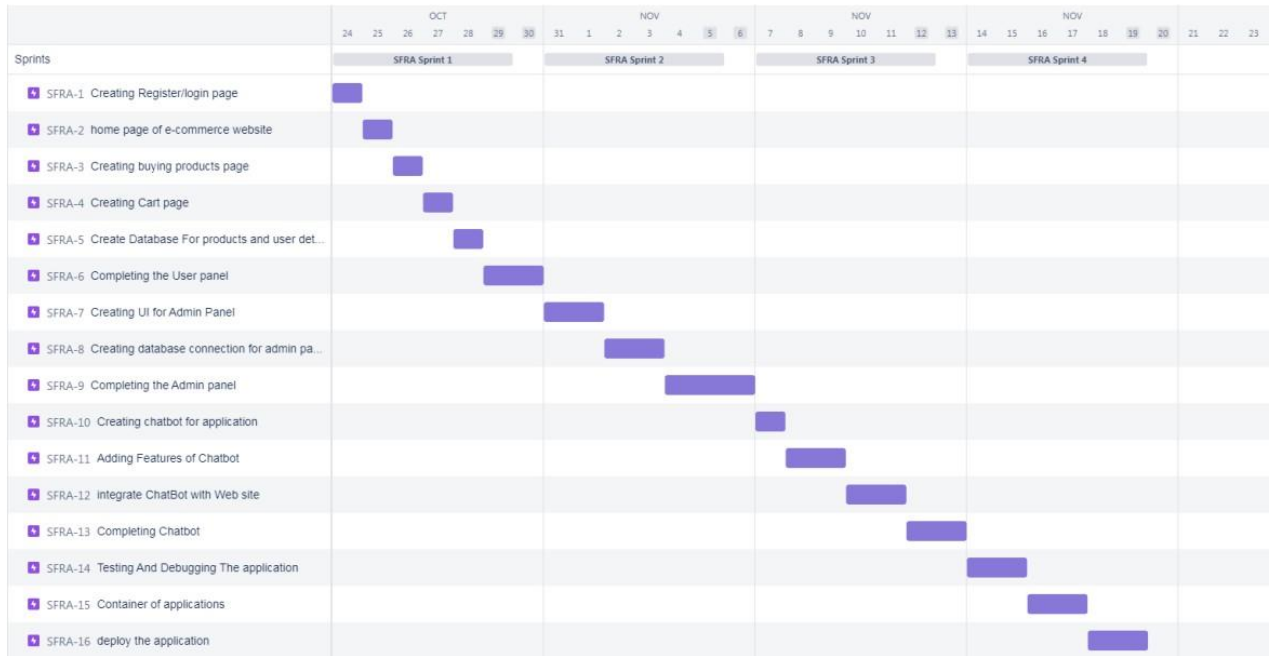 OCT NOV NOV NOV
24 25 26 27 28 29 30 31 1 2 3 4 5 6 7 8 9 10 11 12 13 14 15 16 17 18 19 20 21 22 23
Sprints SFRA Sprint 1 SFRA Sprint 2 SFRA Sprint 3 SFRA Sprint 4
SFRA-1 Creating Register/login page
SFRA-2 home page of e-commerce website
SFRA-3 Creating buying products page
SFRA-4 Creating Cart page
SFRA-5 Create Database For products and user det...
SFRA-6 Completing the User panel
SFRA-7 Creating UI for Admin Panel
SFRA-8 Creating database connection for admin pa...
SFRA-9 Completing the Admin panel
SFRA-10 Creating chatbot for application
SFRA-11 Adding Features of Chatbot
SFRA-12 integrate ChatBot with Web site
SFRA-13 Completing Chatbot
SFRA-14 Testing And Debugging The application
SFRA-15 Container of applications
SFRA-16 deploy the application